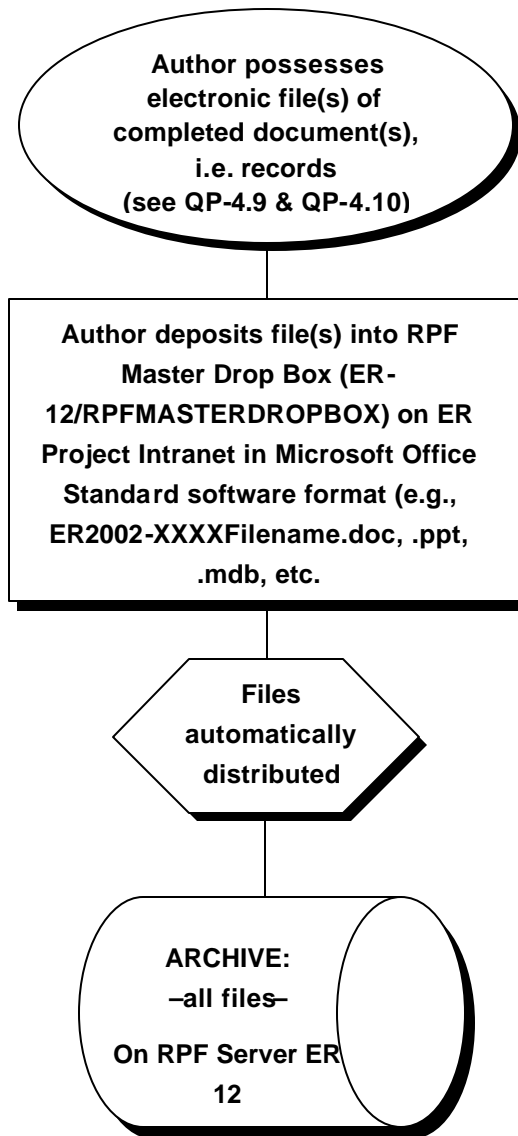 Author possesses
electronic file(s) of
completed document(s),
i.e. records
(see QP-4.9 & QP-4.10)
Author deposits file(s) into RPF
Master Drop Box (ER-
12/RPFMASTERDROPBOX) on ER
Project Intranet in Microsoft Office
Standard software format (e.g.,
ER2002-XXXXFilename.doc, .ppt,
.mdb, etc.
Files
automatically
distributed
ARCHIVE:
–all files–
On RPF Server ER
12